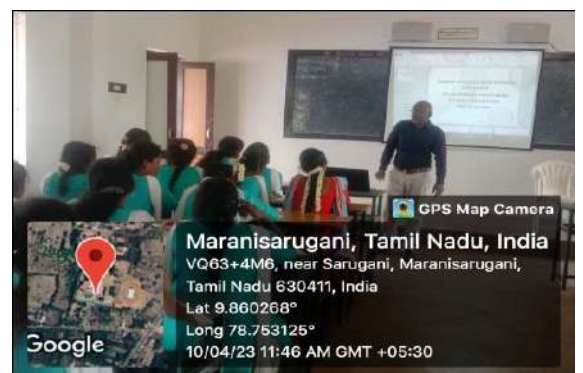 GPS Map Camera
Maranisarugani, Tamil Nadu, India
VQ63+4M6, near Sarugani, Maranisarugani,
Tamil Nadu 630411, India
Lat 9.860268°
Long 78.753125°
10/04/23 11:46 AM GMT +05:30
Google